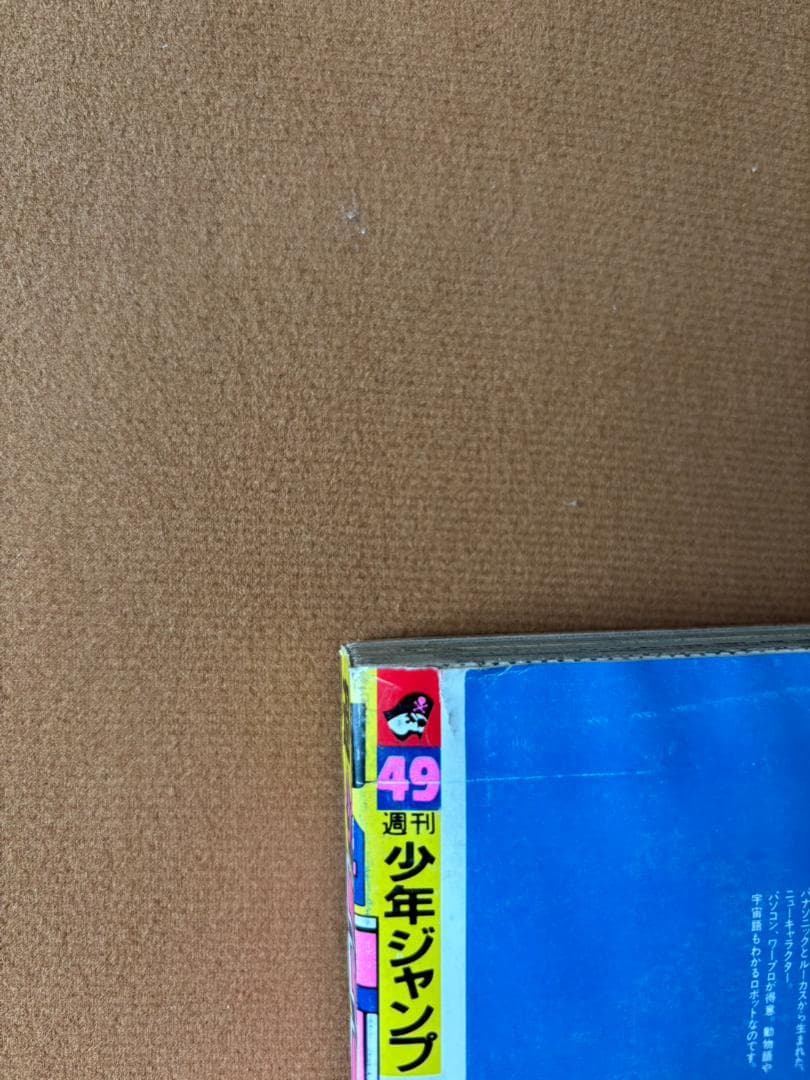 49
週刊
少年ジャンプ
パナソニックとルーカスから生まれた、
ニューキャラクター。
パソコン、ワープロが得意。動物語や
宇宙語もわかるロボットなのです。